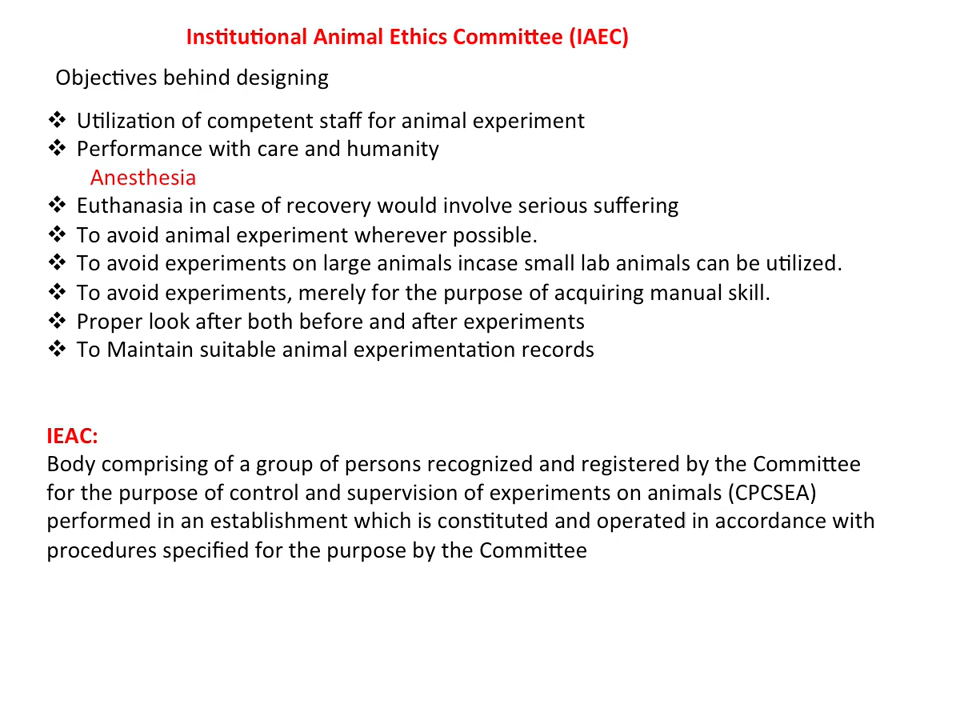 Institutional Animal Ethics Committee (IAEC)
Objectives behind designing
❖ Utilization of competent staff for animal experiment
❖ Performance with care and humanity
Anesthesia
❖ Euthanasia in case of recovery would involve serious suffering
❖ To avoid animal experiment wherever possible.
❖ To avoid experiments on large animals incase small lab animals can be utilized.
❖ To avoid experiments, merely for the purpose of acquiring manual skill.
❖ Proper look after both before and after experiments
❖ To Maintain suitable animal experimentation records
IEAC:
Body comprising of a group of persons recognized and registered by the Committee
for the purpose of control and supervision of experiments on animals (CPCSEA)
performed in an establishment which is constituted and operated in accordance with
procedures specified for the purpose by the Committee